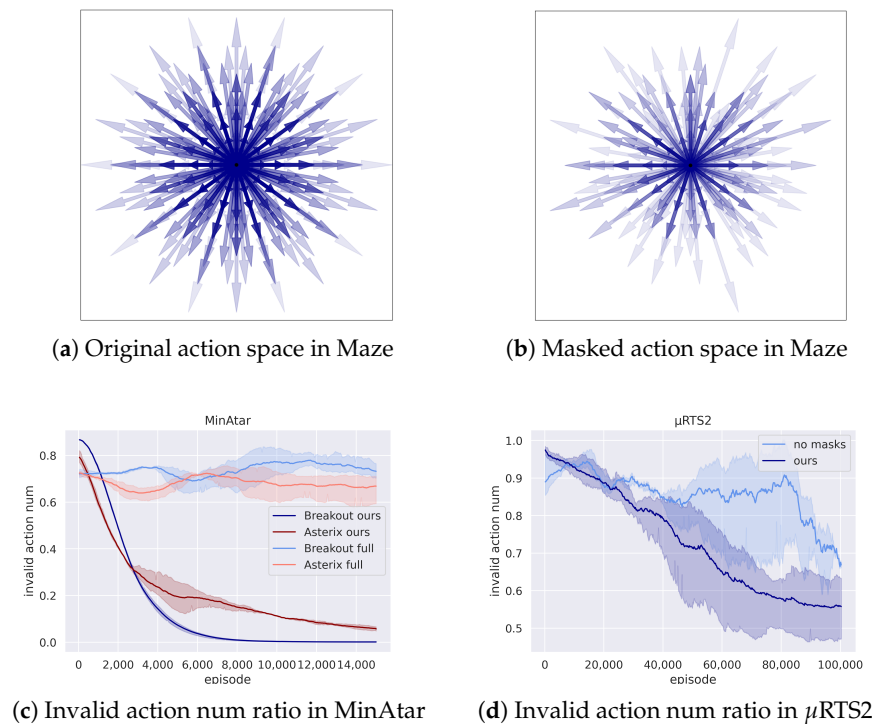 (a) Original action space in Maze
(b) Masked action space in Maze
MinAtar
invalid action num
0.8
0.6
0.4
0.2
0.0
Breakout ours
Asterix ours
Breakout full
Asterix full
0 2,000 4,000 6,000 8,000 10,000 12,000 14,000
episode
(c) Invalid action num ratio in MinAtar
μRTS2
invalid action num
1.0
0.9
0.8
0.7
0.6
0.5
no masks
ours
0 20,000 40,000 60,000 80,000 100,000
episode
(d) Invalid action num ratio in μRTS2